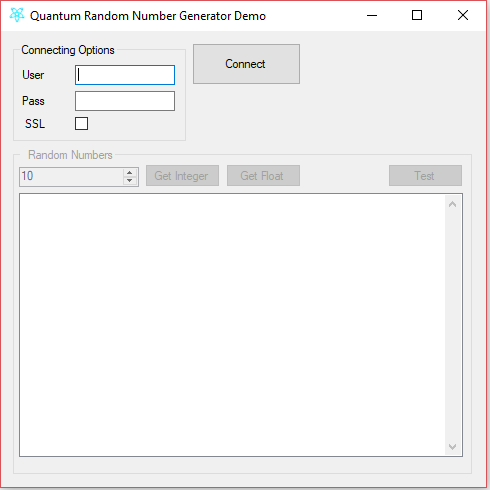 Quantum Random Number Generator Demo
Connecting Options
User
Connect
Pass
SSL
Random Numbers
10 Get Integer Get Float Test